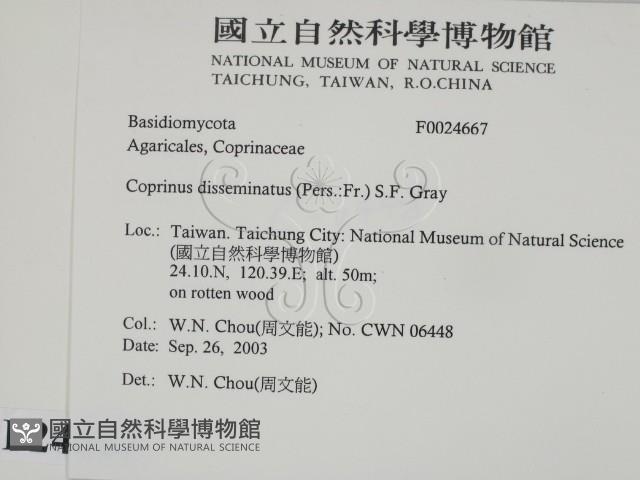 國立自然科學博物館
NATIONAL MUSEUM OF NATURAL SCIENCE
TAICHUNG, TAIWAN, R.O.CHINA
Basidiomycota F0024667
Agaricales, Coprinaceae
Coprinus disseminatus (Pers.:Fr.) S.F. Gray
Loc.: Taiwan. Taichung City: National Museum of Natural Science
(國立自然科學博物館)
24.10.N, 120.39.E; alt. 50m;
on rotten wood
Col.: W.N. Chou(周文能); No. CWN 06448
Date: Sep. 26, 2003
Det.: W.N. Chou(周文能)
國立自然科學博物館
NATIONAL MUSEUM OF NATURAL SCIENCE